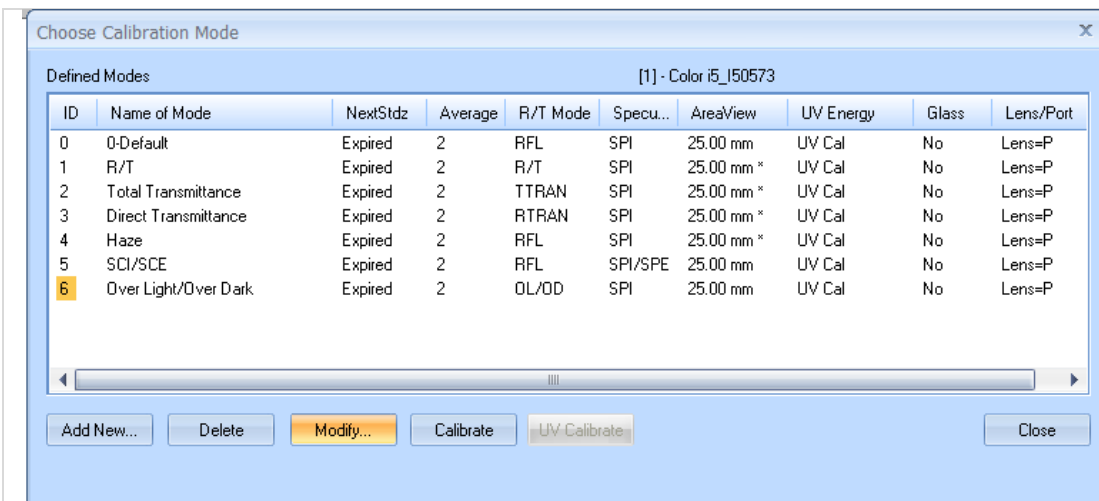 Choose Calibration Mode x
Defined Modes [1] - Color i5_I50573
ID Name of Mode NextStdz Average R/T Mode Specu... AreaView UV Energy Glass Lens/Port
0 0-Default Expired 2 RFL SPI 25.00 mm UV Cal No Lens=P
1 R/T Expired 2 R/T SPI 25.00 mm * UV Cal No Lens=P
2 Total Transmittance Expired 2 TTRAN SPI 25.00 mm * UV Cal No Lens=P
3 Direct Transmittance Expired 2 RTRAN SPI 25.00 mm * UV Cal No Lens=P
4 Haze Expired 2 RFL SPI 25.00 mm * UV Cal No Lens=P
5 SCI/SCE Expired 2 RFL SPI/SPE 25.00 mm UV Cal No Lens=P
6 Over Light/Over Dark Expired 2 OL/OD SPI 25.00 mm UV Cal No Lens=P
Add New... Delete Modify... Calibrate UV Calibrate Close